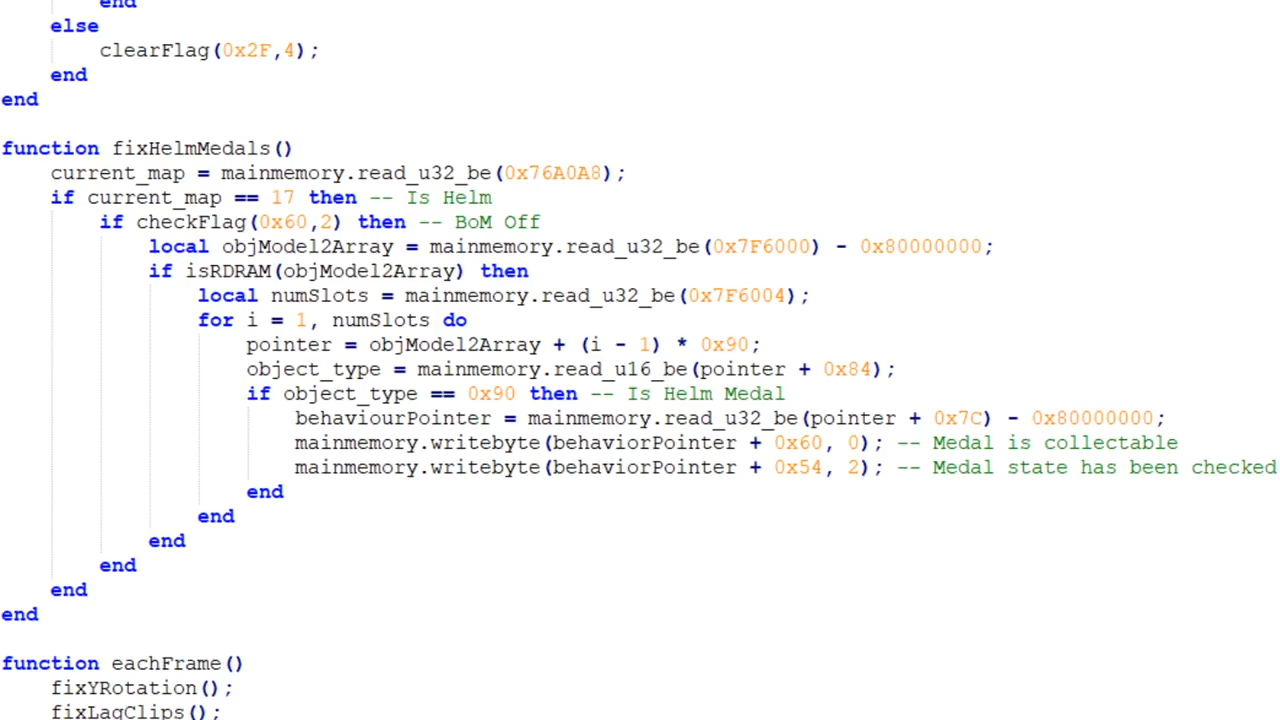 end
else
clearFlag(0x2F,4);
end
end
function fixHelmMedals()
current_map = mainmemory.read_u32_be(0x76A0A8);
if current_map == 17 then -- Is Helm
if checkFlag(0x60,2) then -- BoM Off
local objModel2Array = mainmemory.read_u32_be(0x7F6000) - 0x80000000;
if isRDRAM(objModel2Array) then
local numSlots = mainmemory.read_u32_be(0x7F6004);
for i = 1, numSlots do
pointer = objModel2Array + (i - 1) * 0x90;
object_type = mainmemory.read_u16_be(pointer + 0x84);
if object_type == 0x90 then -- Is Helm Medal
behaviourPointer = mainmemory.read_u32_be(pointer + 0x7C) - 0x80000000;
mainmemory.writebyte(behaviorPointer + 0x60, 0); -- Medal is collectable
mainmemory.writebyte(behaviorPointer + 0x54, 2); -- Medal state has been checked
end
end
end
end
end
end
function eachFrame()
fixYRotation();
fixLagClips();